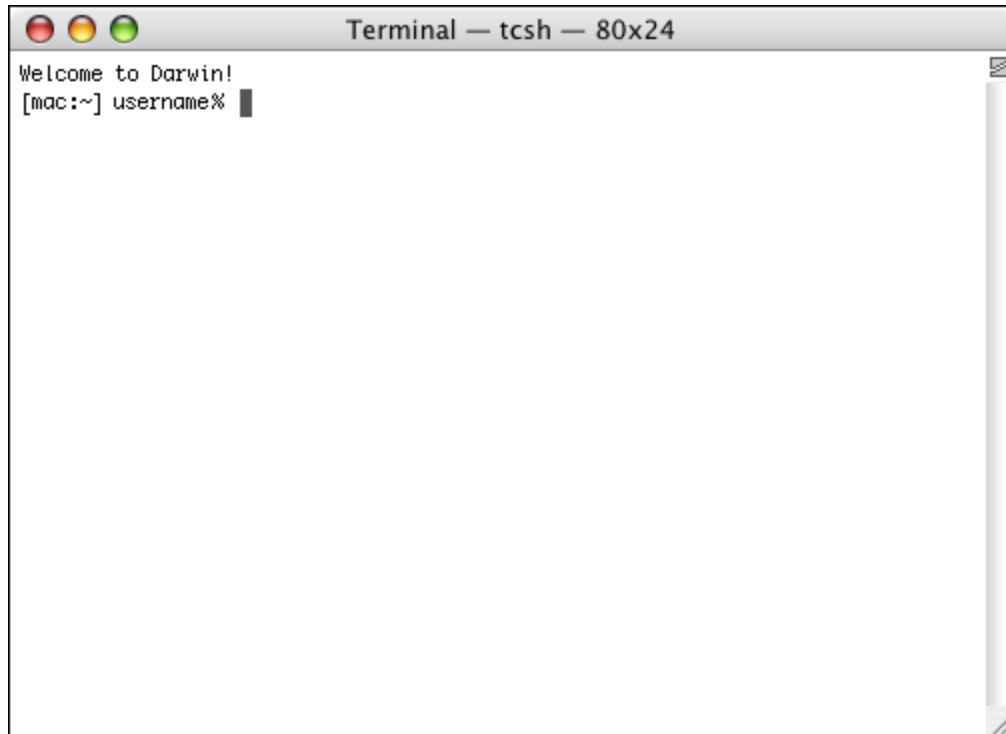 Terminal — tcsh — 80x24
Welcome to Darwin!
[mac:~] username%